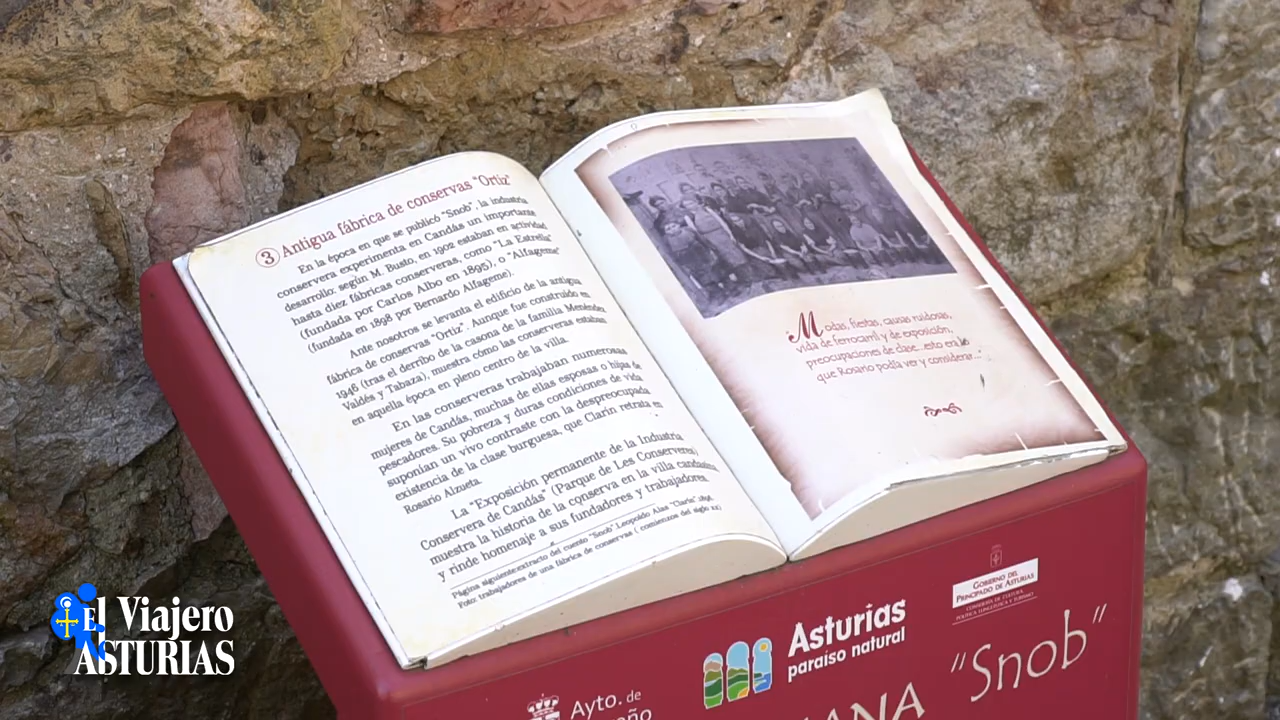 3 Antigua fábrica de conservas "Ortiz"
En la época en que se publicó "Snob", la industria
conservera experimenta en Candás un importante
desarrollo; según M. Busto, en 1902 estaban en actividad
hasta diez fábricas conserveras, como "La Estrella"
(fundada por Carlos Albo en 1895), o "Alfageme"
(fundada en 1898 por Bernardo Alfageme).
Ante nosotros se levanta el edificio de la antigua
fábrica de conservas "Ortiz". Aunque fue construido en
1946 (tras el derribo de la casona de la familia Menéndez
Valdés y Tabaza), muestra cómo las conserveras estaban
en aquella época en pleno centro de la villa.
En las conserveras trabajaban numerosas
mujeres de Candás, muchas de ellas esposas o hijas de
pescadores. Su pobreza y duras condiciones de vida
suponían un vivo contraste con la despreocupada
existencia de la clase burguesa, que Clarín retrata en
Rosario Alzueta.
La "Exposición permanente de la Industria
Conservera de Candás" (Parque de Les Conserveres)
muestra la historia de la conserva en la villa candasina
y rinde homenaje a sus fundadores y trabajadores.
Página siguiente: extracto del cuento "Snob". Leopoldo Alas "Clarín" 1898.
Foto: trabajadores de una fábrica de conservas ( comienzos del siglo XX)
"Modas, fiestas, causas ruidosas,
vida de ferrocarril y de exposición,
preocupaciones de clase...esto era lo
que Rosario podía ver y considerar..."
GOBIERNO DEL
PRINCIPADO DE ASTURIAS
CONSEJERÍA DE CULTURA,
POLÍTICA LLINGÜÍSTICA Y TURISMO
Asturias
paraíso natural
Ayto. de
"Snob"
El Viajero
ASTURIAS